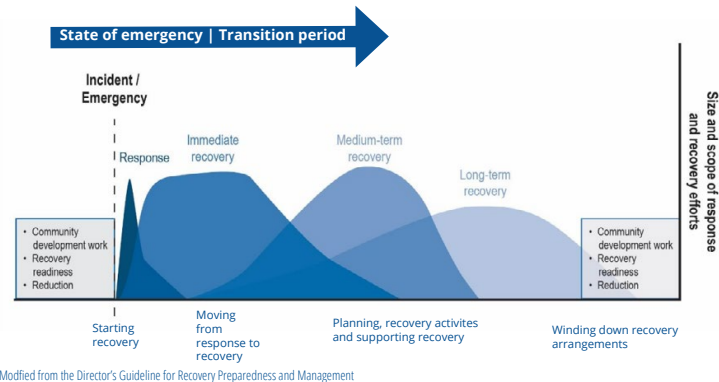 State of emergency | Transition period
Incident /
Emergency
Response
Immediate
recovery
Medium-term
recovery
Long-term
recovery
Size and scope of response
and recovery efforts
• Community
development work
• Recovery
readiness
• Reduction
• Community
development work
• Recovery
readiness
• Reduction
Starting
recovery
Moving
from
response to
recovery
Planning, recovery activites
and supporting recovery
Winding down recovery
arrangements
Modfied from the Director's Guideline for Recovery Preparedness and Management